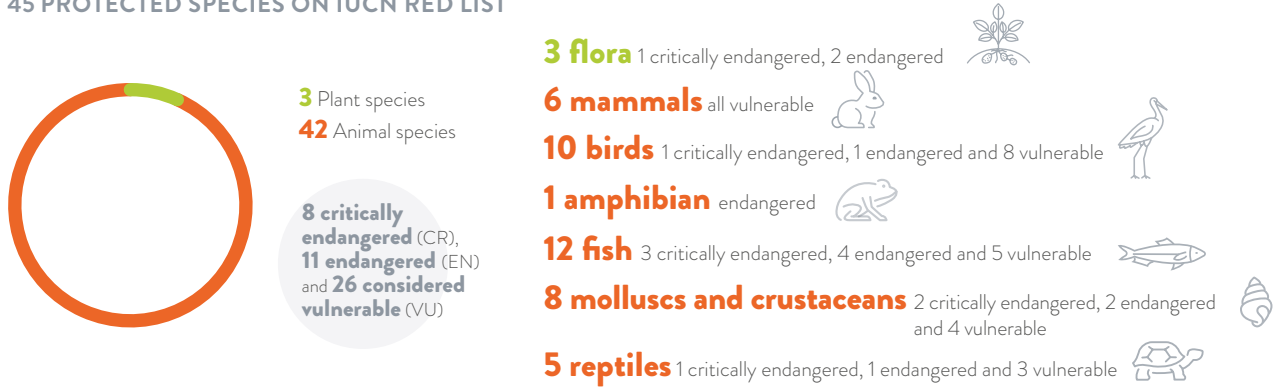 45 PROTECTED SPECIES ON IUCN RED LIST
3 Plant species
42 Animal species
8 critically
endangered (CR),
11 endangered (EN)
and 26 considered
vulnerable (VU)
3 flora 1 critically endangered, 2 endangered
6 mammals all vulnerable
10 birds 1 critically endangered, 1 endangered and 8 vulnerable
1 amphibian endangered
12 fish 3 critically endangered, 4 endangered and 5 vulnerable
8 molluscs and crustaceans 2 critically endangered, 2 endangered
and 4 vulnerable
5 reptiles 1 critically endangered, 1 endangered and 3 vulnerable